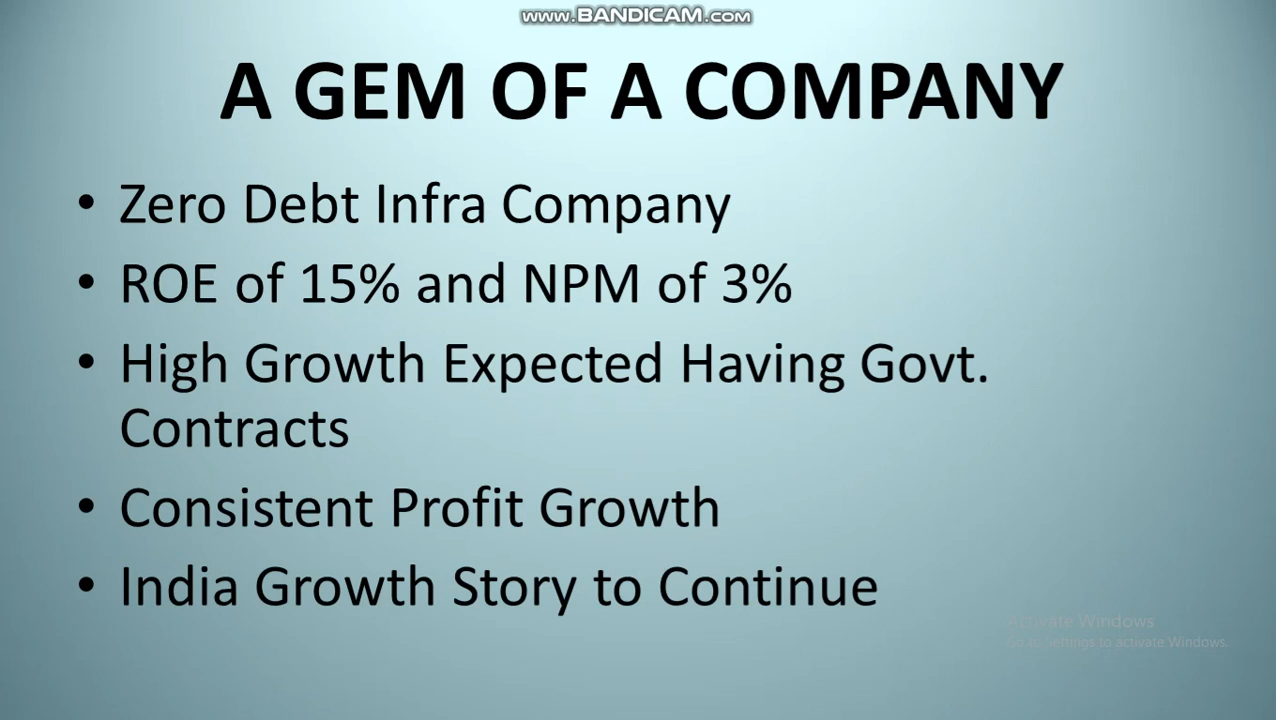 www.BANDICAM.com
A GEM OF A COMPANY
• Zero Debt Infra Company
• ROE of 15% and NPM of 3%
• High Growth Expected Having Govt.
Contracts
• Consistent Profit Growth
• India Growth Story to Continue
Activate Windows
Go to Settings to activate Windows.